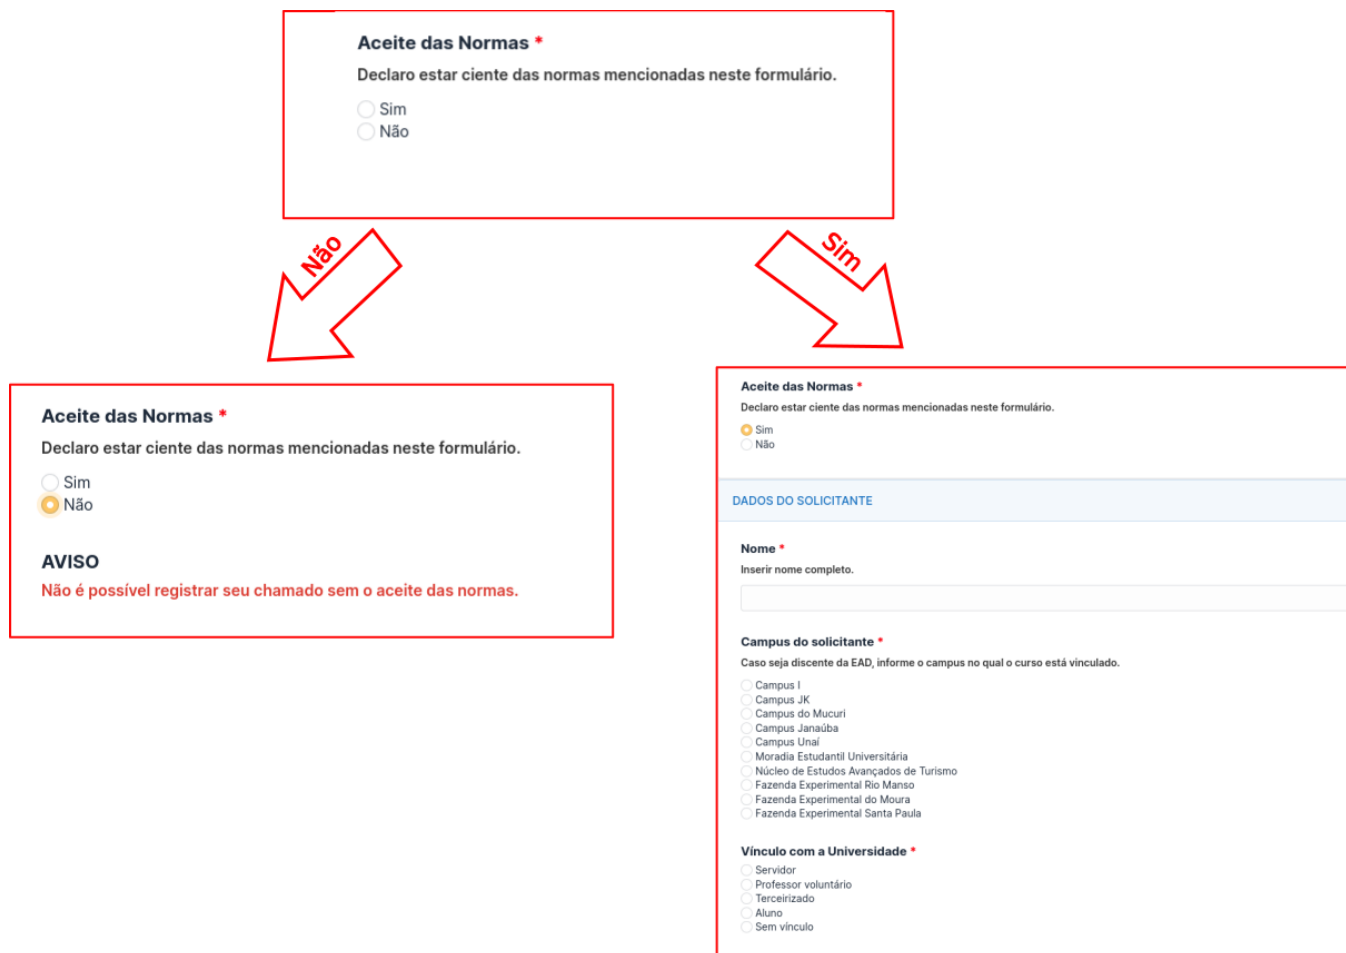 Aceite das Normas *
Declaro estar ciente das normas mencionadas neste formulário.
Sim
Não
Não
Sim
Aceite das Normas *
Declaro estar ciente das normas mencionadas neste formulário.
Sim
Não
AVISO
Não é possível registrar seu chamado sem o aceite das normas.
Aceite das Normas *
Declaro estar ciente das normas mencionadas neste formulário.
Sim
Não
DADOS DO SOLICITANTE
Nome *
Inserir nome completo.
Campus do solicitante *
Caso seja discente da EAD, informe o campus no qual o curso está vinculado.
Campus I
Campus JK
Campus do Mucuri
Campus Janaúba
Campus Unaí
Moradia Estudantil Universitária
Núcleo de Estudos Avançados de Turismo
Fazenda Experimental Rio Manso
Fazenda Experimental do Moura
Fazenda Experimental Santa Paula
Vínculo com a Universidade *
Servidor
Professor voluntário
Terceirizado
Aluno
Sem vínculo